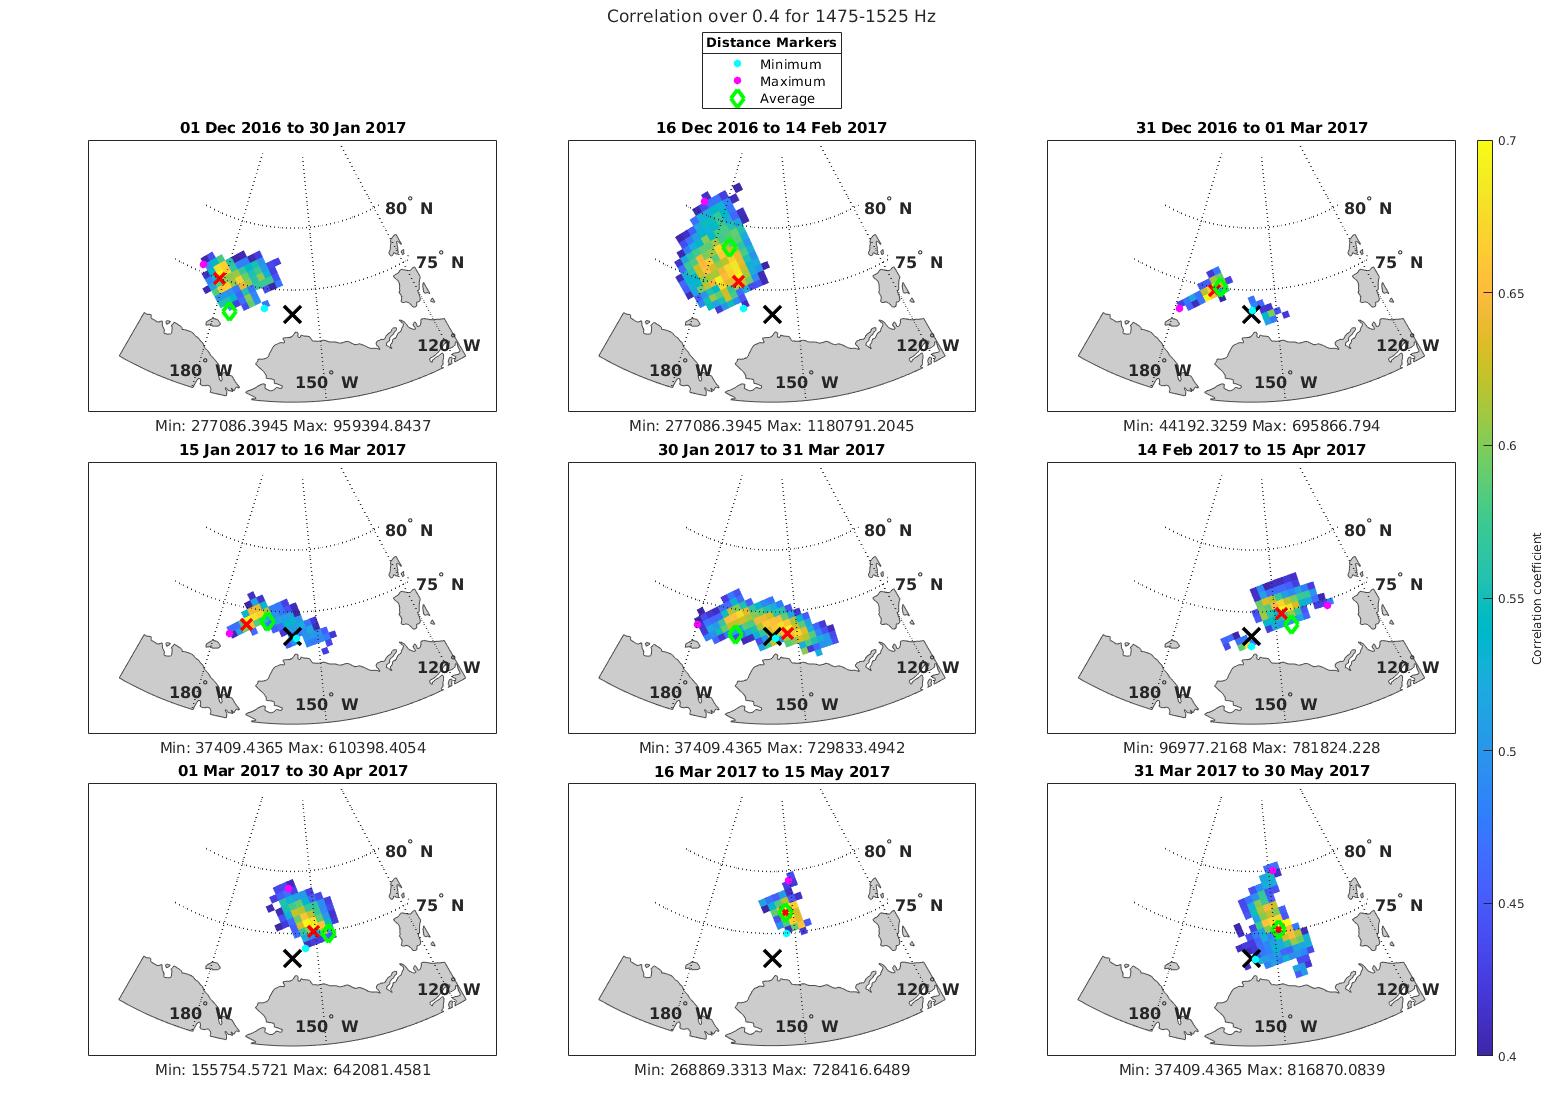 Correlation over 0.4 for 1475-1525 Hz
Distance Markers
Minimum
Maximum
Average
01 Dec 2016 to 30 Jan 2017
80° N
75° N
120° W
180° W
150° W
Min: 277086.3945 Max: 959394.8437
16 Dec 2016 to 14 Feb 2017
80° N
75° N
120° W
180° W
150° W
Min: 277086.3945 Max: 1180791.2045
31 Dec 2016 to 01 Mar 2017
80° N
75° N
120° W
180° W
150° W
Min: 44192.3259 Max: 695866.794
15 Jan 2017 to 16 Mar 2017
80° N
75° N
120° W
180° W
150° W
Min: 37409.4365 Max: 610398.4054
30 Jan 2017 to 31 Mar 2017
80° N
75° N
120° W
180° W
150° W
Min: 37409.4365 Max: 729833.4942
14 Feb 2017 to 15 Apr 2017
80° N
75° N
120° W
180° W
150° W
Min: 96977.2168 Max: 781824.228
01 Mar 2017 to 30 Apr 2017
80° N
75° N
120° W
180° W
150° W
Min: 155754.5721 Max: 642081.4581
16 Mar 2017 to 15 May 2017
80° N
75° N
120° W
180° W
150° W
Min: 268869.3313 Max: 728416.6489
31 Mar 2017 to 30 May 2017
80° N
75° N
120° W
180° W
150° W
Min: 37409.4365 Max: 816870.0839
0.7
0.65
0.6
0.55
0.5
0.45
0.4
Correlation coefficient